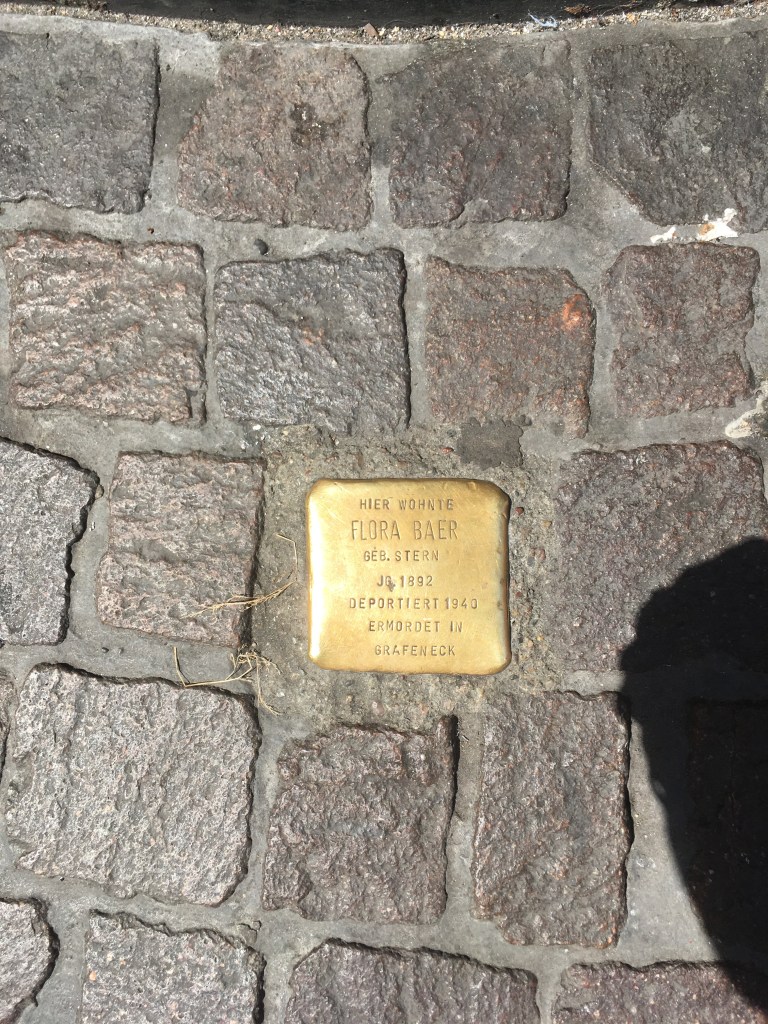 HIER WOHNTE
FLORA BAER
GEB. STERN
JG. 1892
DEPORTIERT 1940
ERMORDET IN
GRAFENECK